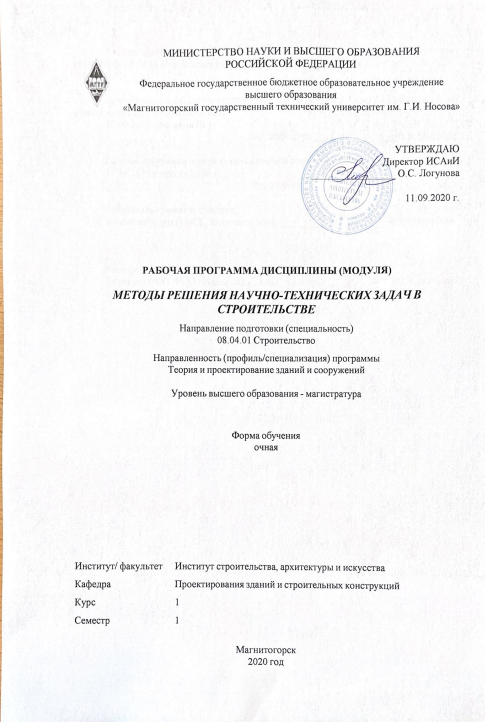 МИНИСТЕРСТВО НАУКИ И ВЫСШЕГО ОБРАЗОВАНИЯ
РОССИЙСКОЙ ФЕДЕРАЦИИ
Федеральное государственное бюджетное образовательное учреждение
высшего образования
«Магнитогорский государственный технический университет им. Г.И. Носова»
УТВЕРЖДАЮ
Директор ИСАиИ
О.С. Логунова
11.09.2020 г.
РАБОЧАЯ ПРОГРАММА ДИСЦИПЛИНЫ (МОДУЛЯ)
МЕТОДЫ РЕШЕНИЯ НАУЧНО-ТЕХНИЧЕСКИХ ЗАДАЧ В
СТРОИТЕЛЬСТВЕ
Направление подготовки (специальность)
08.04.01 Строительство
Направленность (профиль/специализация) программы
Теория и проектирование зданий и сооружений
Уровень высшего образования - магистратура
Форма обучения
очная
Институт/ факультет Институт строительства, архитектуры и искусства
Кафедра Проектирования зданий и строительных конструкций
Курс 1
Семестр 1
Магнитогорск
2020 год